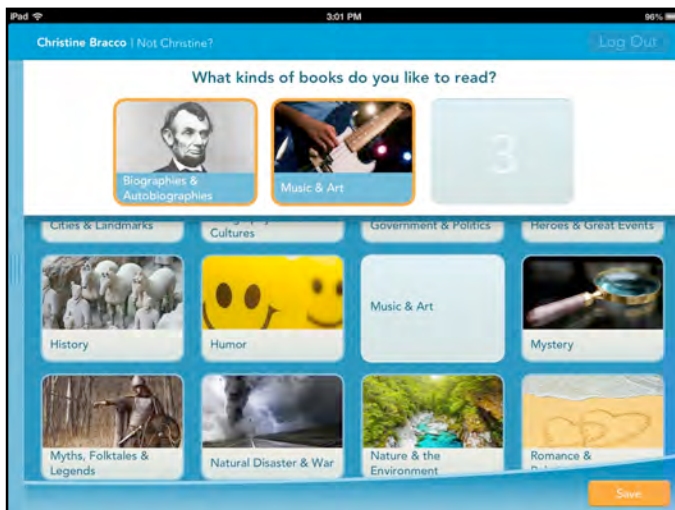 iPad 3:01 PM 96%
Christine Bracco | Not Christine? Log Out
What kinds of books do you like to read?
3
Biographies &
Autobiographies
Music & Art
Cities & Landmarks
Cultures
Government & Politics
Heroes & Great Events
Music & Art
History
Humor
Mystery
Myths, Folktales &
Legends
Natural Disaster & War
Nature & the
Environment
Romance &
Save